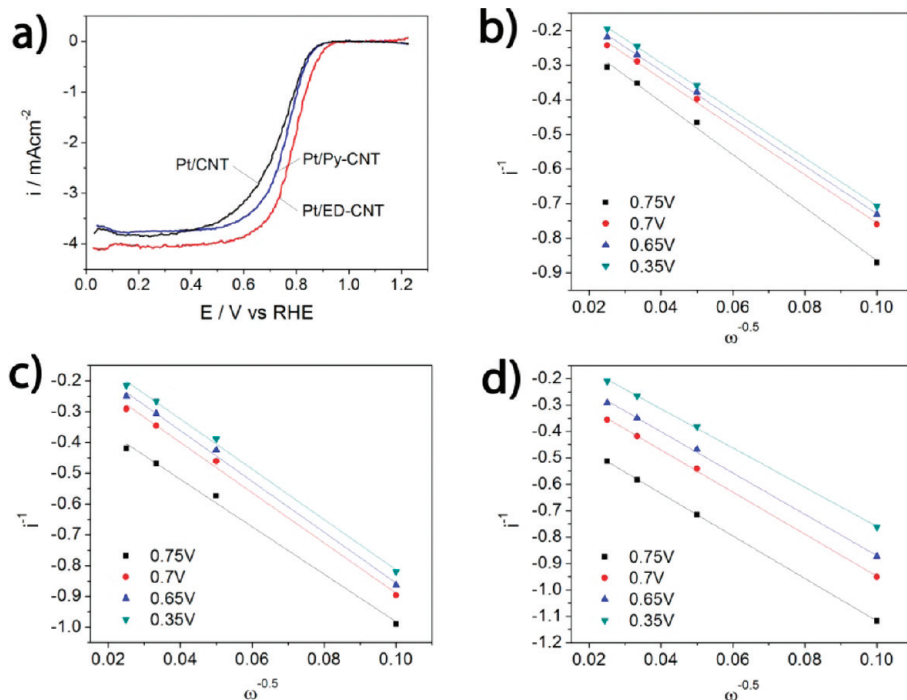 a)
0
-1
-2
-3
-4
i / mAcm-2
Pt/CNT
Pt/Py-CNT
Pt/ED-CNT
0.0 0.2 0.4 0.6 0.8 1.0 1.2
E / V vs RHE
b)
-0.2
-0.3
-0.4
-0.5
-0.6
-0.7
-0.8
-0.9
i-1
0.75V
0.7V
0.65V
0.35V
0.02 0.04 0.06 0.08 0.10
ω-0.5
c)
-0.2
-0.3
-0.4
-0.5
-0.6
-0.7
-0.8
-0.9
-1.0
i-1
0.75V
0.7V
0.65V
0.35V
0.02 0.04 0.06 0.08 0.10
ω-0.5
d)
-0.2
-0.3
-0.4
-0.5
-0.6
-0.7
-0.8
-0.9
-1.0
-1.1
-1.2
i-1
0.75V
0.7V
0.65V
0.35V
0.02 0.04 0.06 0.08 0.10
ω-0.5